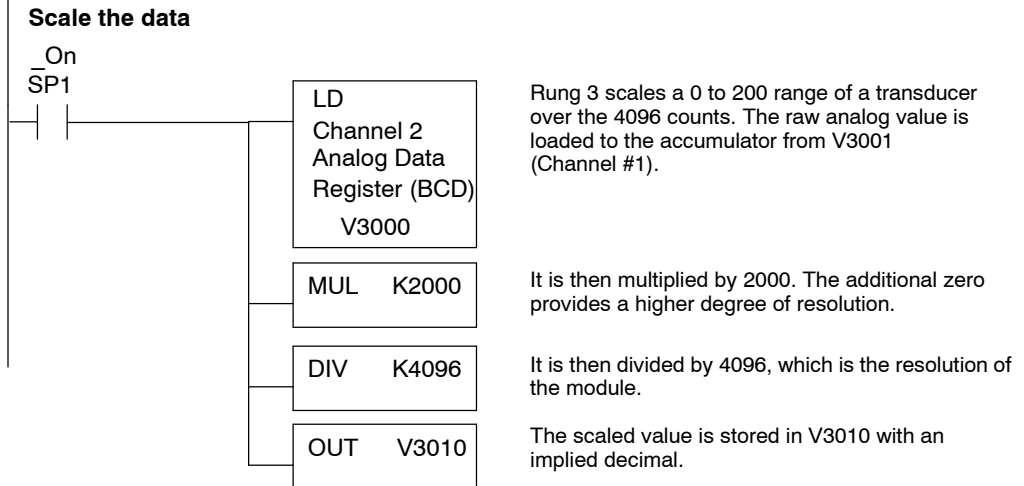 Scale the data
_On
SP1
LD
Channel 2
Analog Data
Register (BCD)
V3000
Rung 3 scales a 0 to 200 range of a transducer
over the 4096 counts. The raw analog value is
loaded to the accumulator from V3001
(Channel #1).
MUL K2000
It is then multiplied by 2000. The additional zero
provides a higher degree of resolution.
DIV K4096
It is then divided by 4096, which is the resolution of
the module.
OUT V3010
The scaled value is stored in V3010 with an
implied decimal.